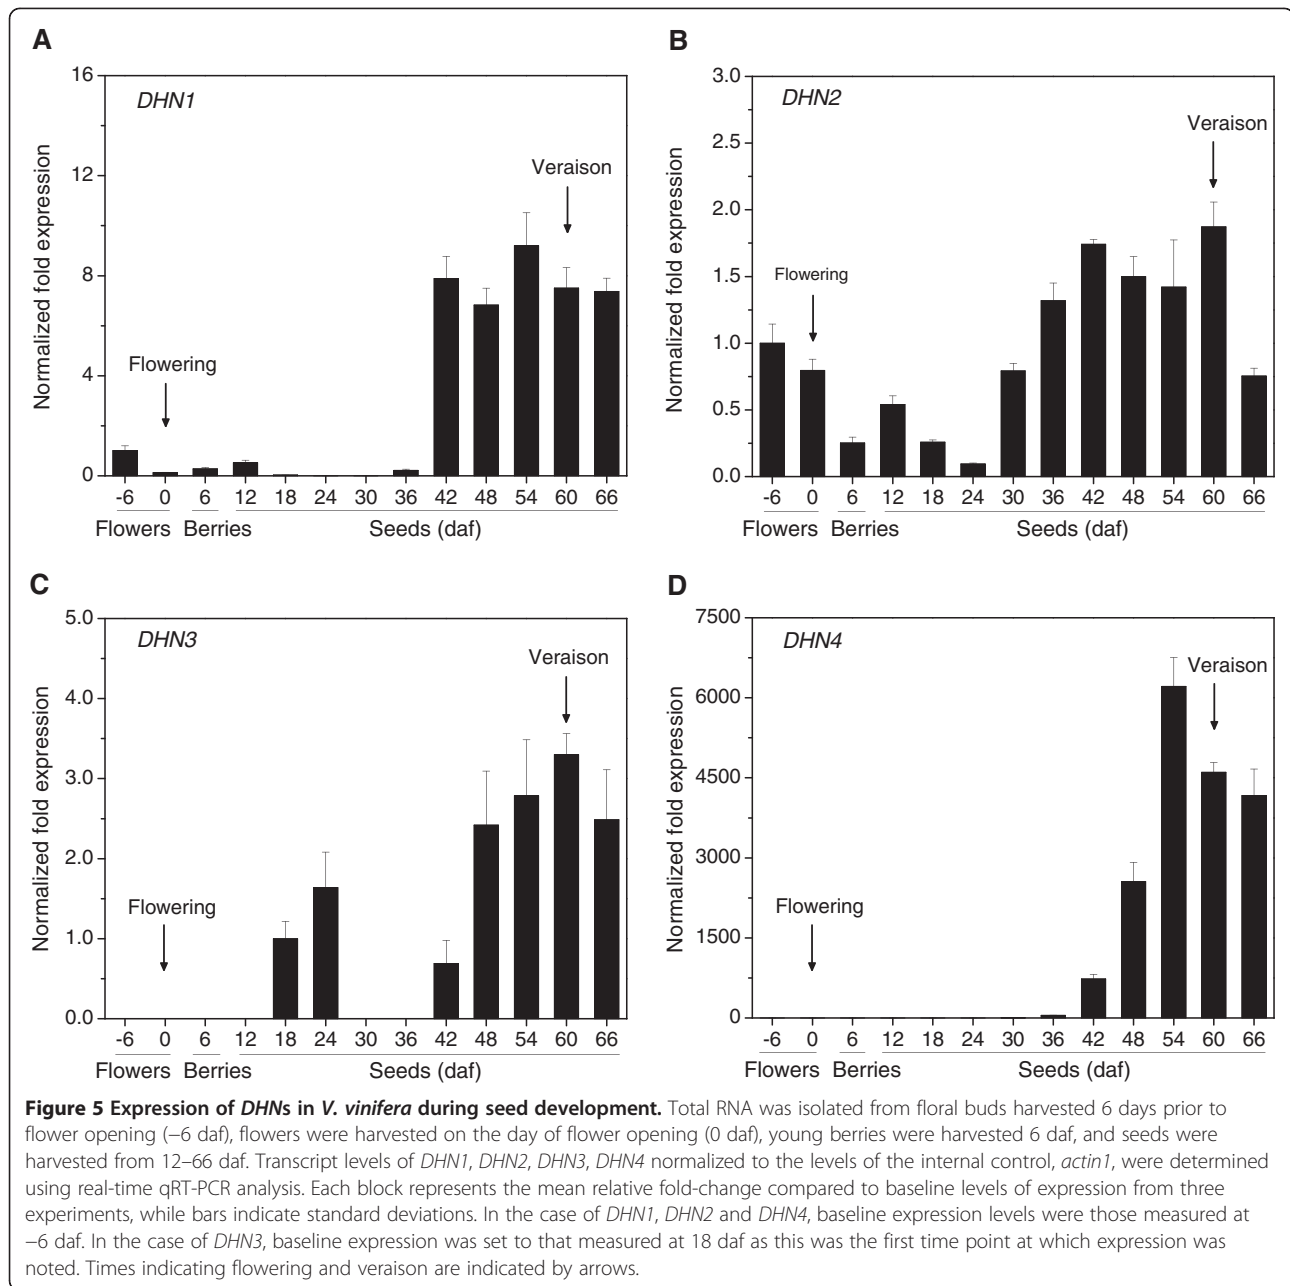 A
DHN1
Normalized fold expression
16
12
8
4
0
Flowering
Veraison
-6 0 6 12 18 24 30 36 42 48 54 60 66
Flowers Berries Seeds (daf)
B
DHN2
Normalized fold expression
3.0
2.5
2.0
1.5
1.0
0.5
0.0
Flowering
Veraison
-6 0 6 12 18 24 30 36 42 48 54 60 66
Flowers Berries Seeds (daf)
C
DHN3
Normalized fold expression
5.0
4.0
3.0
2.0
1.0
0.0
Flowering
Veraison
-6 0 6 12 18 24 30 36 42 48 54 60 66
Flowers Berries Seeds (daf)
D
DHN4
Normalized fold expression
7500
6000
4500
3000
1500
0
Flowering
Veraison
-6 0 6 12 18 24 30 36 42 48 54 60 66
Flowers Berries Seeds (daf)
Figure 5 Expression of DHNs in V. vinifera during seed development. Total RNA was isolated from floral buds harvested 6 days prior to
flower opening (−6 daf), flowers were harvested on the day of flower opening (0 daf), young berries were harvested 6 daf, and seeds were
harvested from 12–66 daf. Transcript levels of DHN1, DHN2, DHN3, DHN4 normalized to the levels of the internal control, actin1, were determined
using real-time qRT-PCR analysis. Each block represents the mean relative fold-change compared to baseline levels of expression from three
experiments, while bars indicate standard deviations. In the case of DHN1, DHN2 and DHN4, baseline expression levels were those measured at
−6 daf. In the case of DHN3, baseline expression was set to that measured at 18 daf as this was the first time point at which expression was
noted. Times indicating flowering and veraison are indicated by arrows.